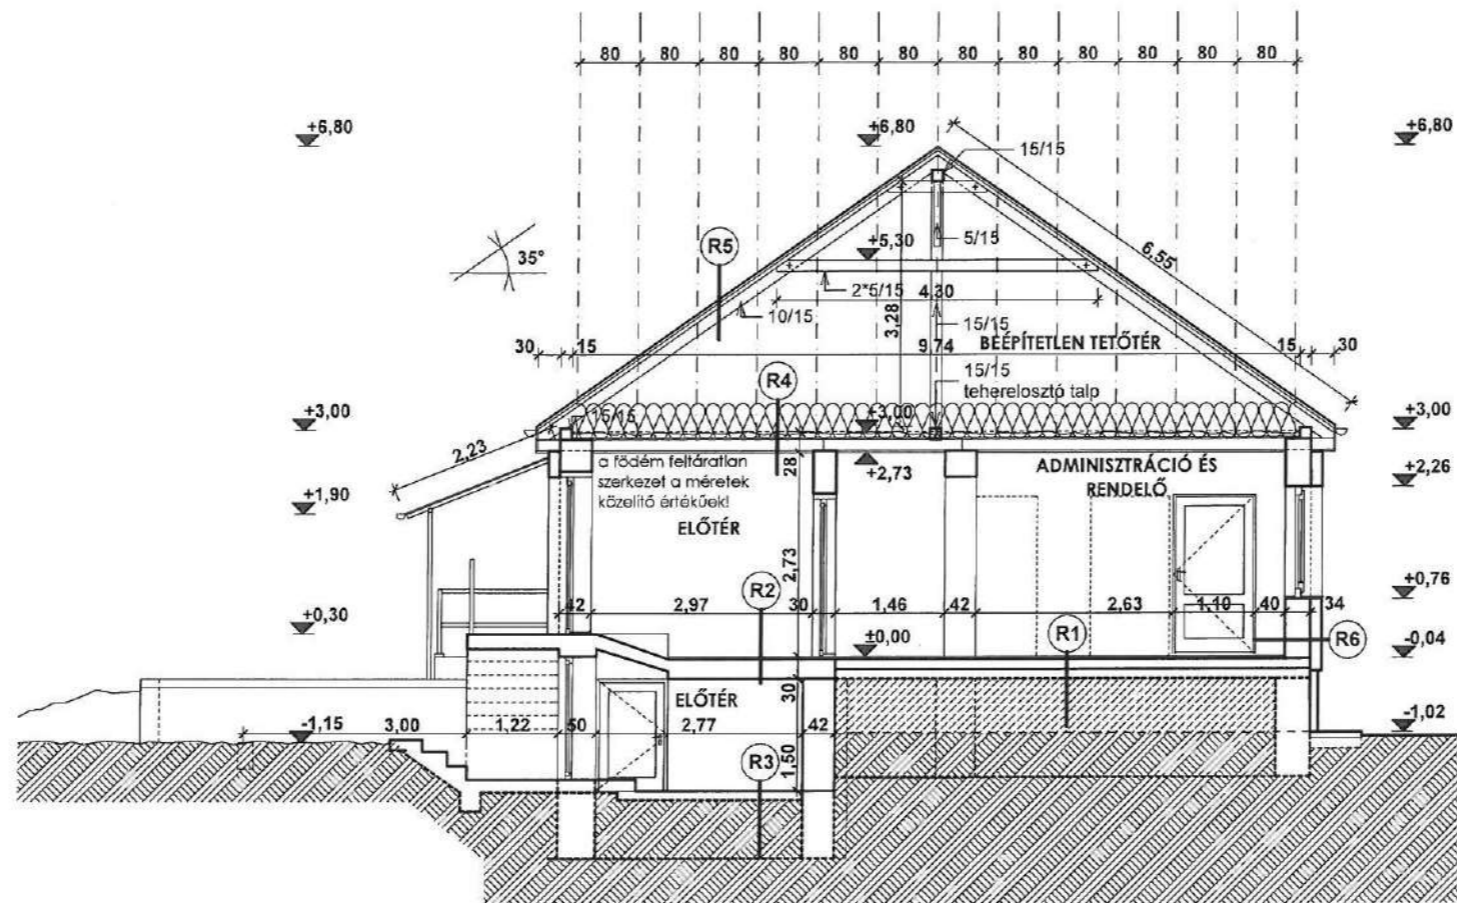 80 80 80 80 80 80 80 80 80 80 80 80
+6,80 +6,80 +6,80
15/15
R5 +5,30 5/15 6,55
35°
2*5/15 4,30
10/15 3,28 15/15
BEÉPÍTETLEN TETŐTÉR
30 15 9,74 15 30
R4 15/15
teherelosztó talp
+3,00 15/15 +3,00 +3,00
2,23 a födém feltáratlan 28 +2,73 ADMINISZTRÁCIÓ ÉS +2,26
szerkezet a méretek RENDELŐ
+1,90 közelítő értékűek!
ELŐTÉR
2,73
R2 +0,76
42 2,97 30 1,46 42 2,63 1,10 40 34
+0,30 ±0,00 R1 R6 -0,04
ELŐTÉR 30
-1,15 3,00 1,22 50 2,77 42 -1,02
R3 1,50